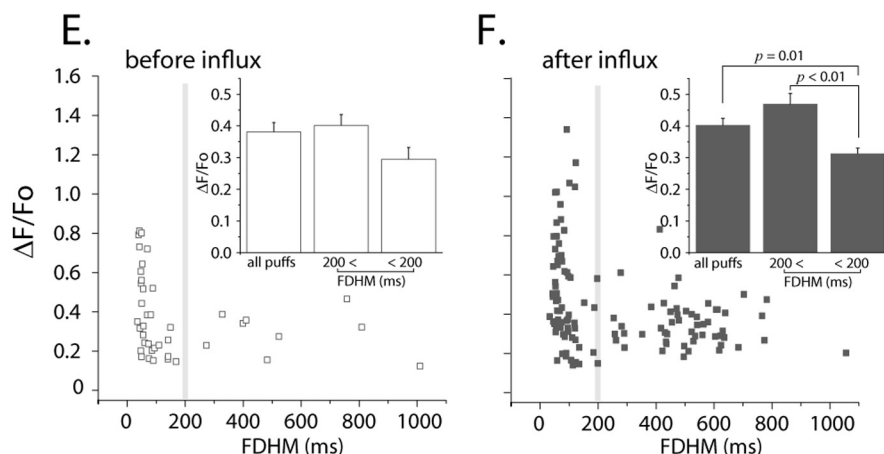 E.
before influx
ΔF/Fo
1.6
1.4
1.2
1.0
0.8
0.6
0.4
0.2
0
0 200 400 600 800 1000
FDHM (ms)
ΔF/Fo
0.5
0.4
0.3
0.2
0.1
0.0
all puffs 200 < < 200
FDHM (ms)
F.
after influx
p = 0.01
p < 0.01
ΔF/Fo
0.5
0.4
0.3
0.2
0.1
0.0
all puffs 200 < < 200
FDHM (ms)
0 200 400 600 800 1000
FDHM (ms)